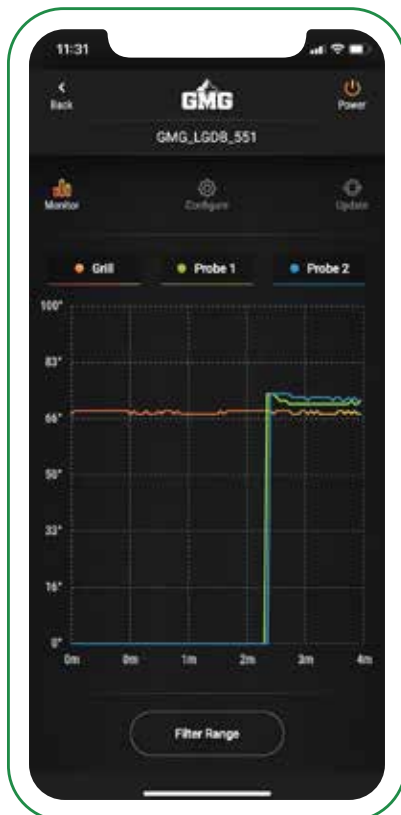 11:31
Back
GMG
Power
GMG_LGDB_551
Monitor
Configure
Update
Grill
Probe 1
Probe 2
100°
83°
66°
50°
33°
16°
0°
0m 0m 1m 2m 3m 4m
Filter Range